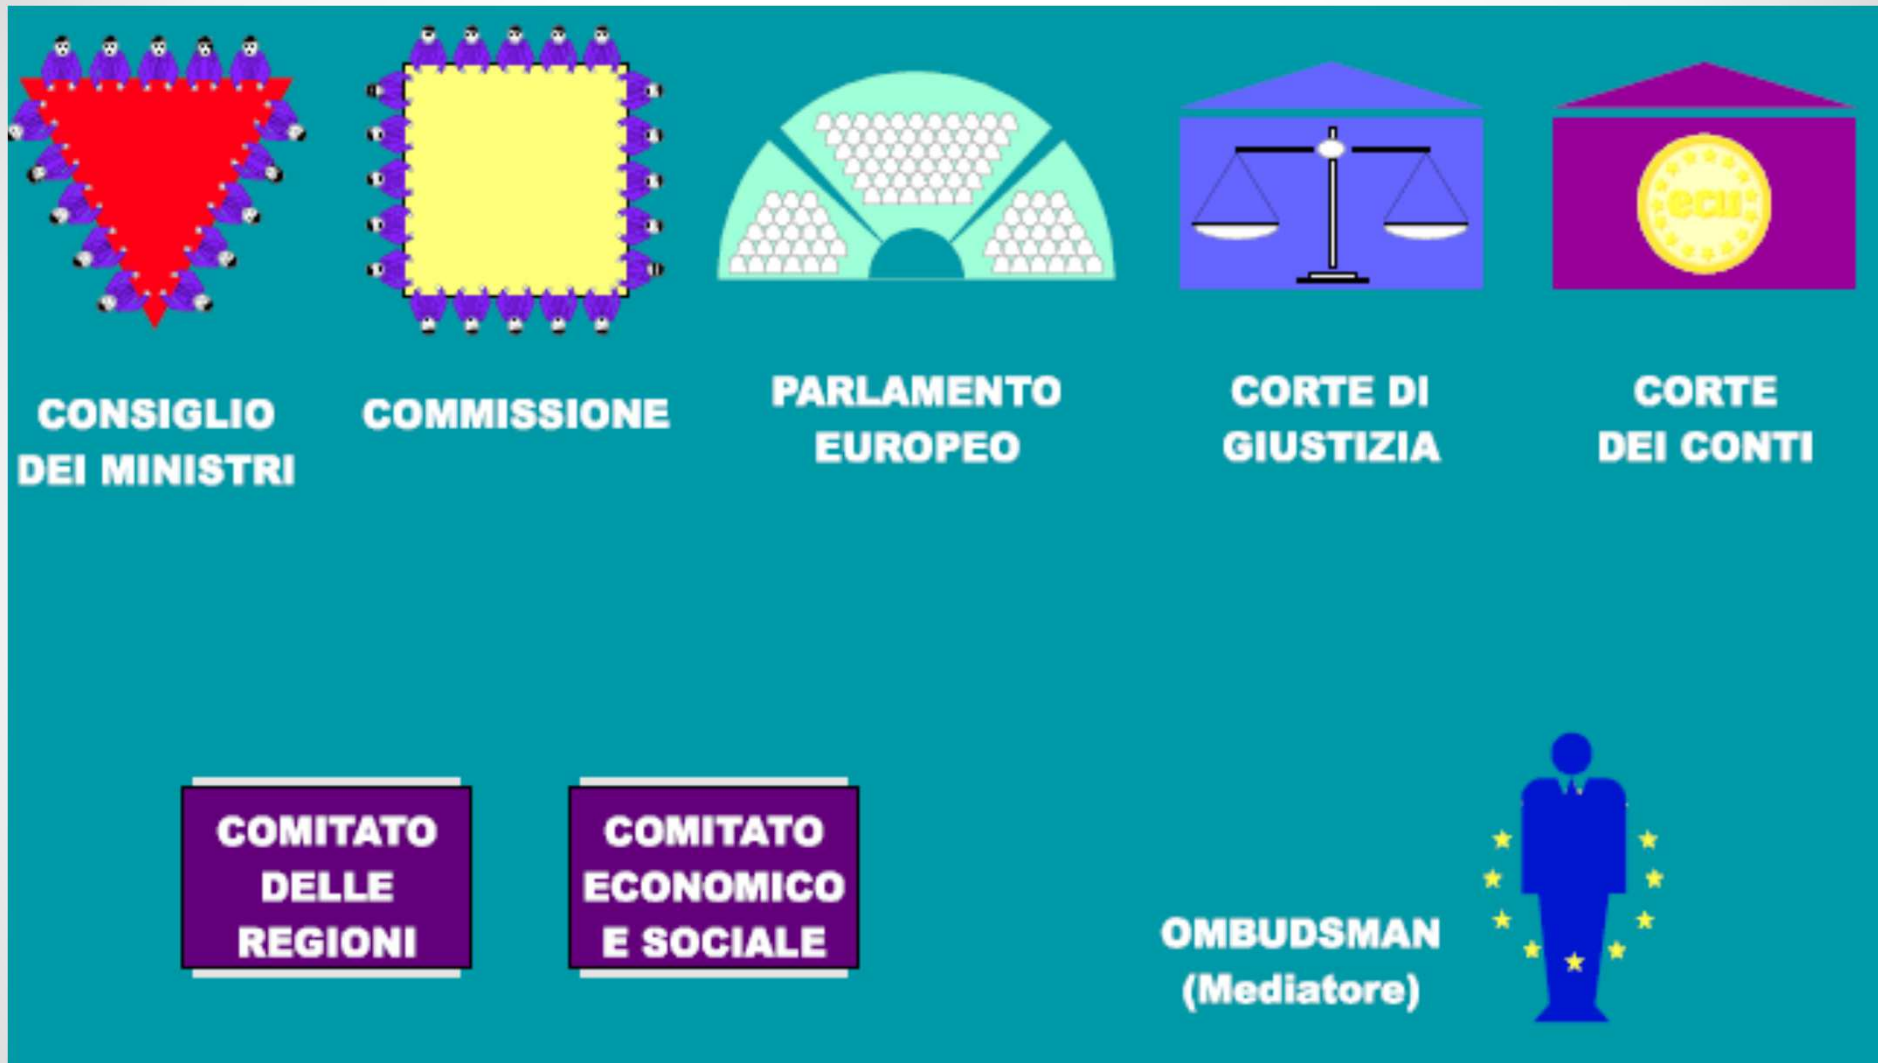 ecu
CONSIGLIO
DEI MINISTRI
COMMISSIONE
PARLAMENTO
EUROPEO
CORTE DI
GIUSTIZIA
CORTE
DEI CONTI
COMITATO
DELLE
REGIONI
COMITATO
ECONOMICO
E SOCIALE
OMBUDSMAN
(Mediatore)